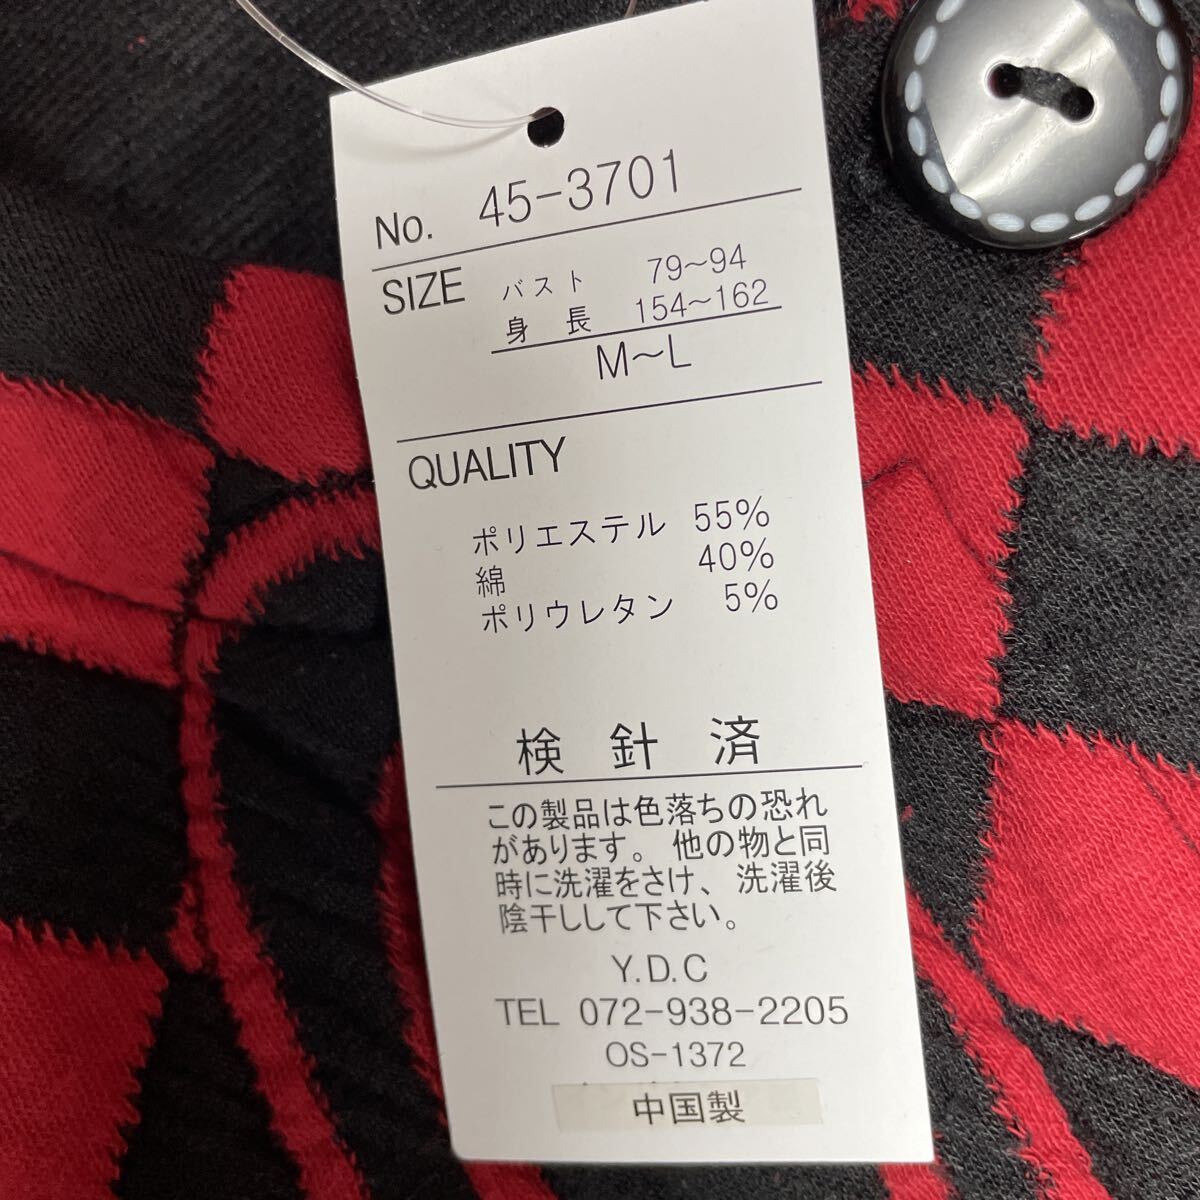 No. 45-3701
SIZE バスト 79～94
身長 154～162
M～L
QUALITY
ポリエステル 55%
綿 40%
ポリウレタン 5%
検針済
この製品は色落ちの恐れ
があります。他の物と同
時に洗濯をさけ、洗濯後
陰干しして下さい。
Y.D.C
TEL 072-938-2205
OS-1372
中国製